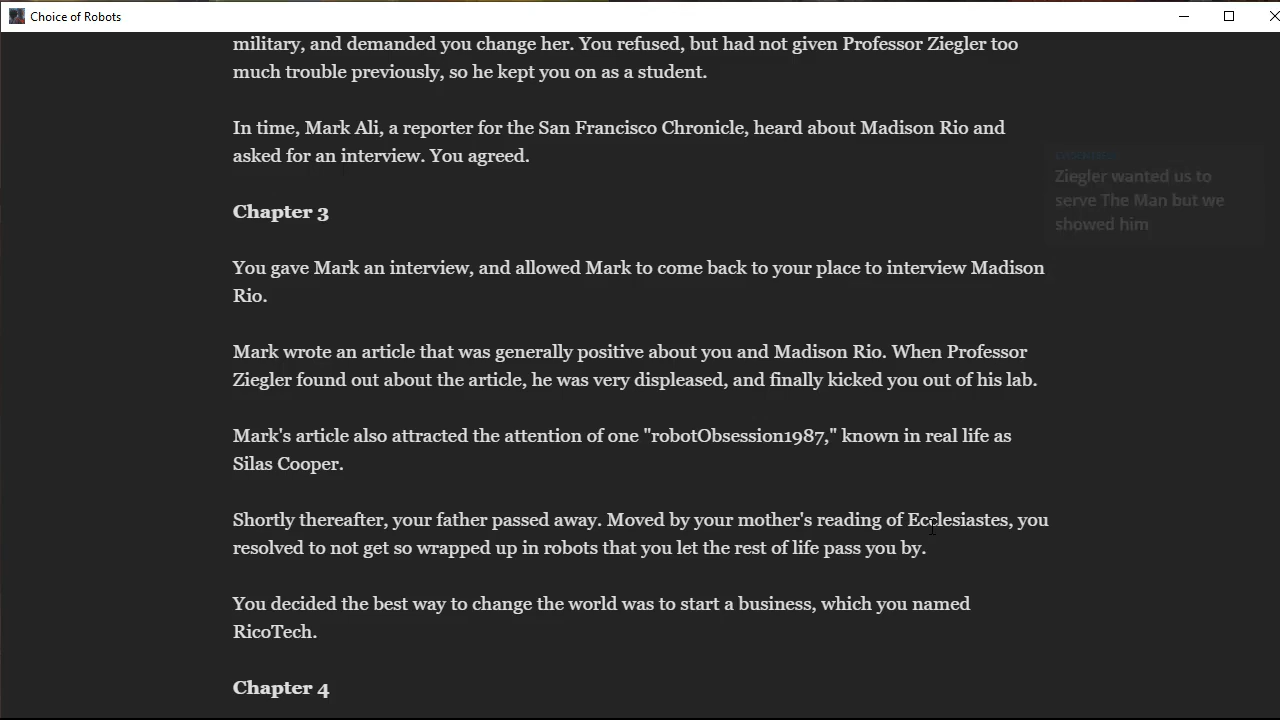 Choice of Robots
military, and demanded you change her. You refused, but had not given Professor Ziegler too
much trouble previously, so he kept you on as a student.
In time, Mark Ali, a reporter for the San Francisco Chronicle, heard about Madison Rio and
asked for an interview. You agreed.
Ziegler wanted us to
serve The Man but we
showed him
Chapter 3
You gave Mark an interview, and allowed Mark to come back to your place to interview Madison
Rio.
Mark wrote an article that was generally positive about you and Madison Rio. When Professor
Ziegler found out about the article, he was very displeased, and finally kicked you out of his lab.
Mark's article also attracted the attention of one "robotObsession1987," known in real life as
Silas Cooper.
Shortly thereafter, your father passed away. Moved by your mother's reading of Ecclesiastes, you
resolved to not get so wrapped up in robots that you let the rest of life pass you by.
You decided the best way to change the world was to start a business, which you named
RicoTech.
Chapter 4